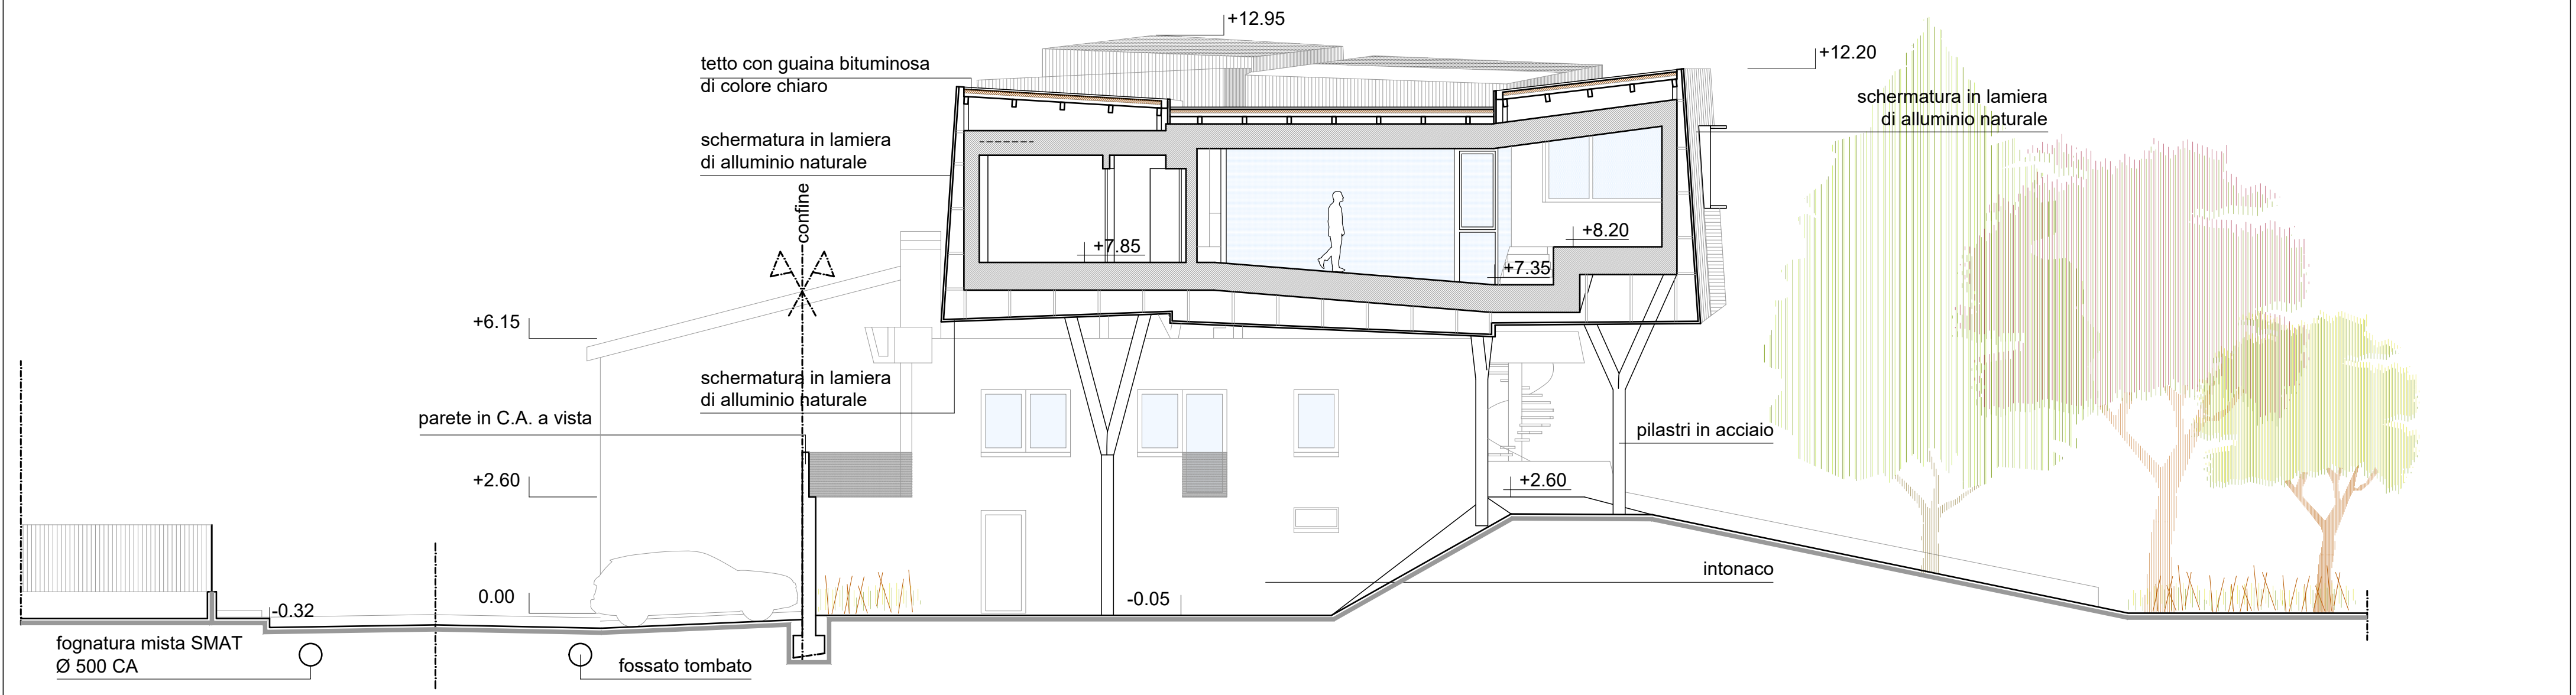 +12.95
+12.20
tetto con guaina bituminosa
di colore chiaro
schermatura in lamiera
di alluminio naturale
schermatura in lamiera
di alluminio naturale
confine
+7.85
+8.20
+7.35
+6.15
schermatura in lamiera
di alluminio naturale
parete in C.A. a vista
pilastri in acciaio
+2.60
+2.60
intonaco
0.00
-0.05
-0.32
fognatura mista SMAT
Ø 500 CA
fossato tombato